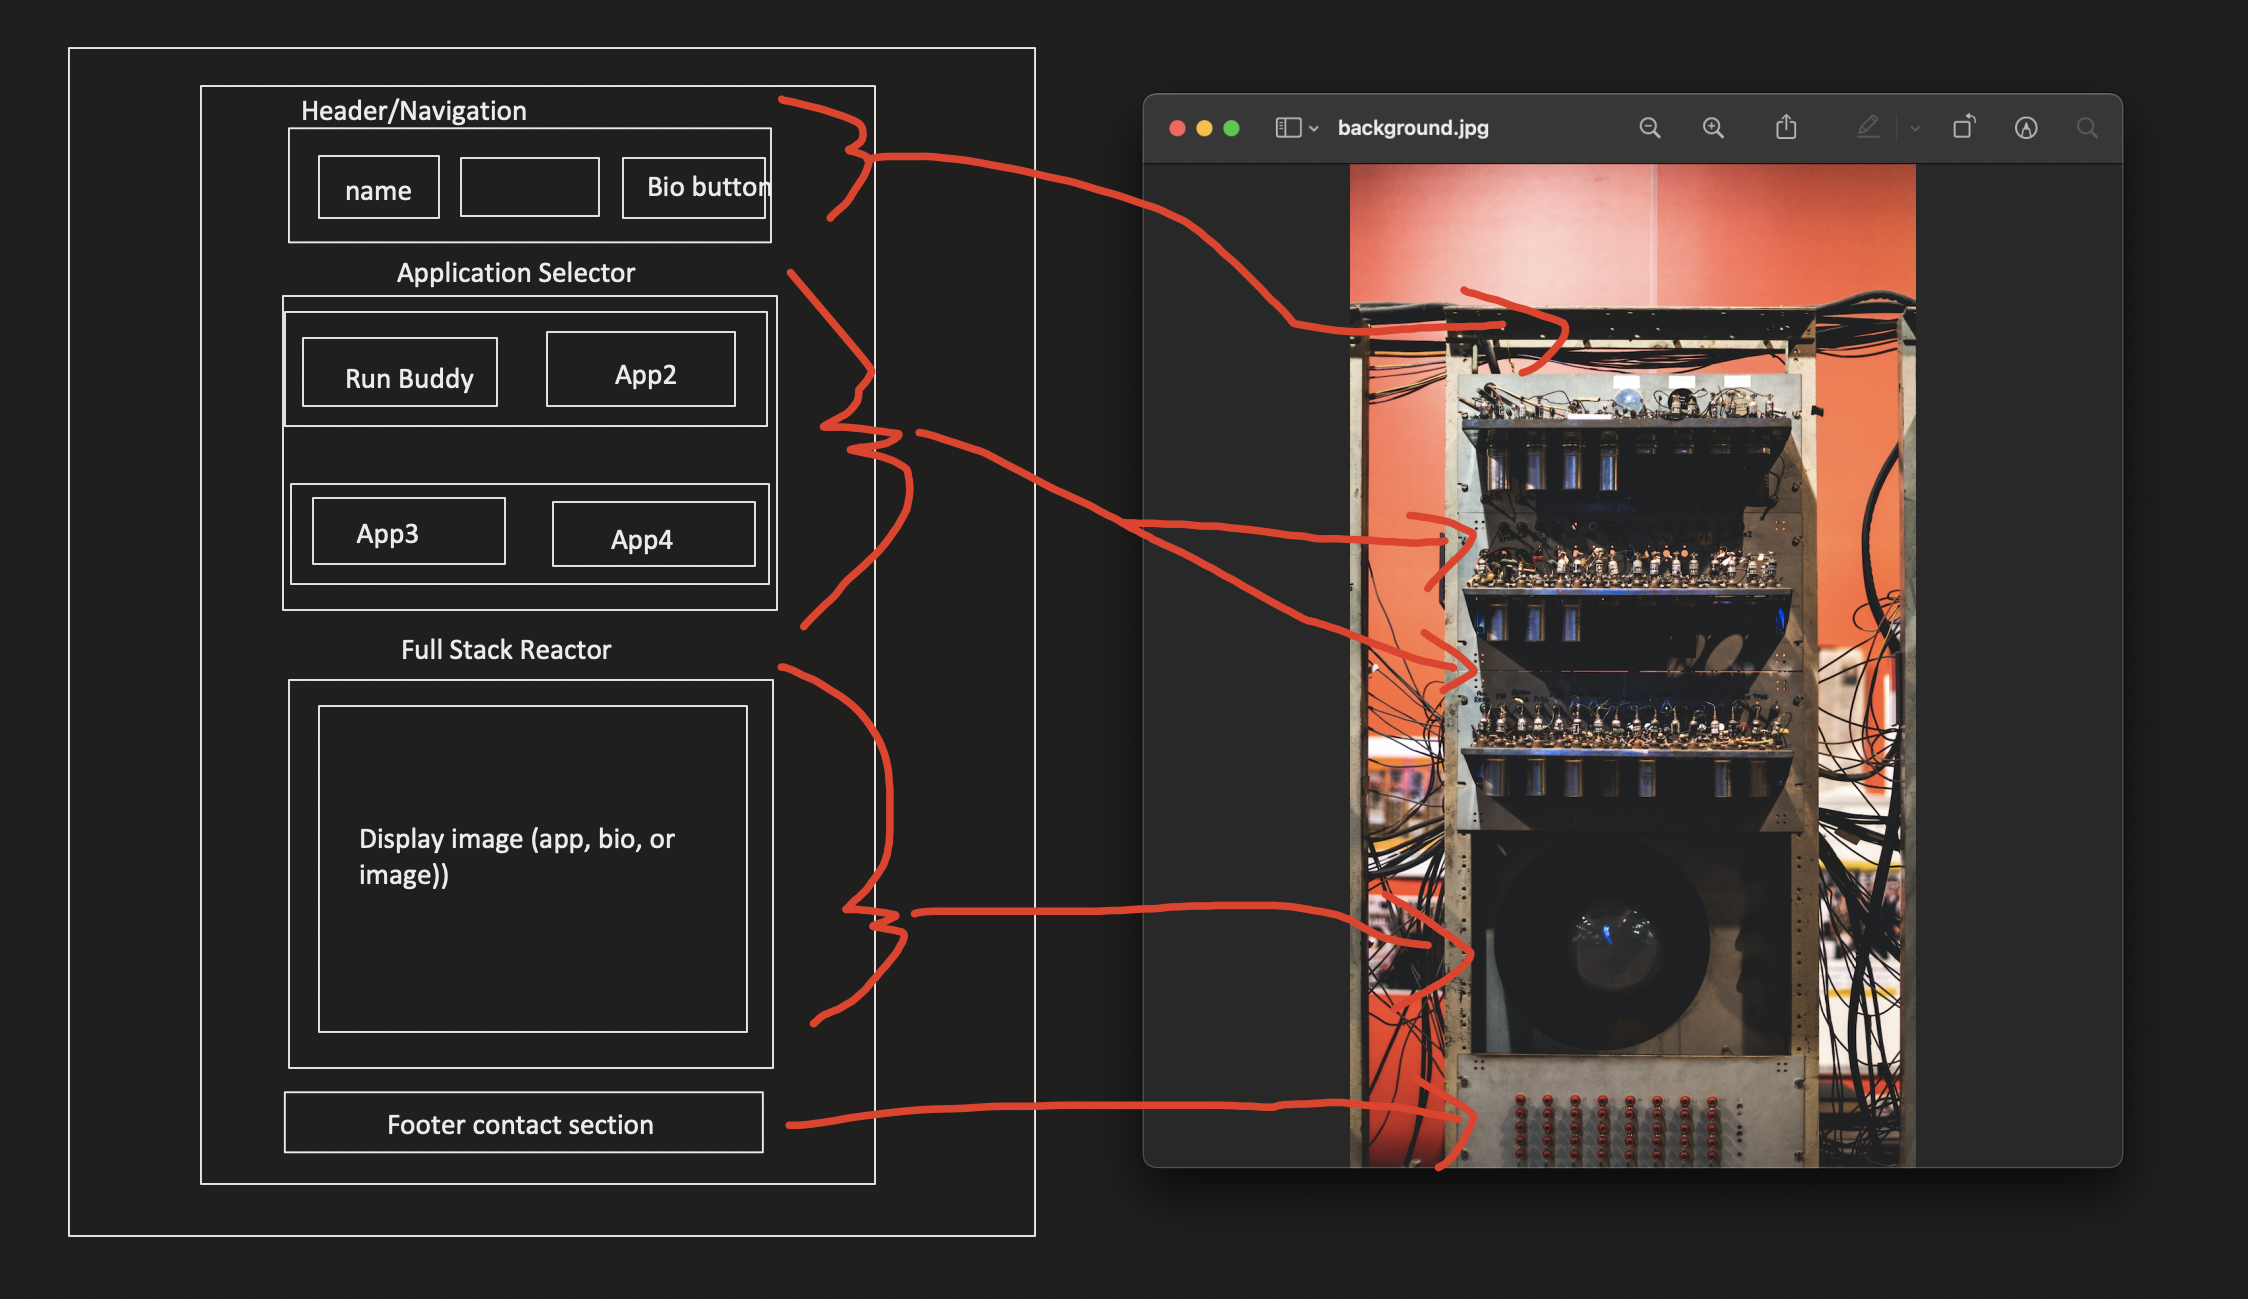 Header/Navigation
name
Bio button
Application Selector
Run Buddy
App2
App3
App4
Full Stack Reactor
Display image (app, bio, or
image))
Footer contact section
background.jpg